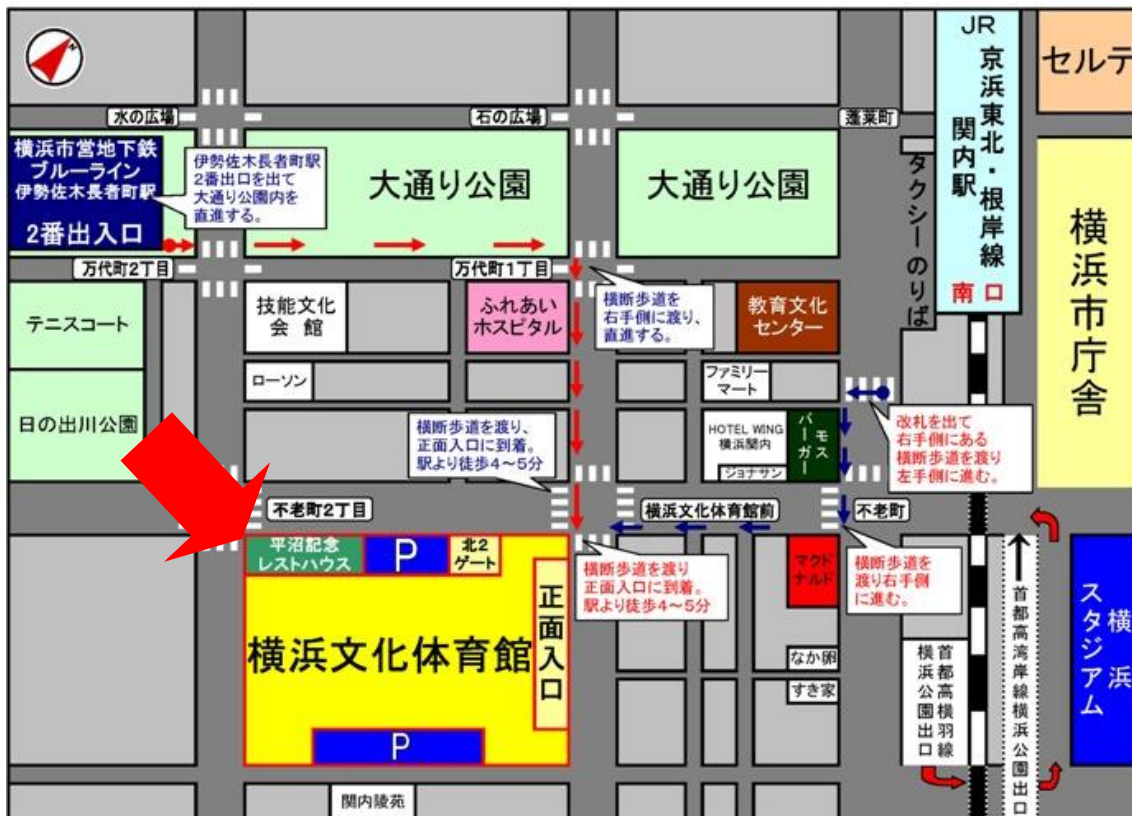 N
水の広場
石の広場
蓬莱町
JR
京浜東北・根岸線
関内駅
南口
セルテ
横浜市営地下鉄
ブルーライン
伊勢佐木長者町駅
2番出入口
伊勢佐木長者町駅
2番出口を出て
大通り公園内を
直進する。
大通り公園
大通り公園
タクシーのりば
横浜市庁舎
万代町2丁目
万代町1丁目
テニスコート
技能文化
会館
ふれあい
ホスピタル
横断歩道を
右手側に渡り、
直進する。
教育文化
センター
日の出川公園
ローソン
ファミリー
マート
横断歩道を渡り、
正面入口に到着。
駅より徒歩4～5分
HOTEL WING
横浜関内
ジョナサン
モス
バーガー
改札を出て
右手側にある
横断歩道を渡り
左手側に進む。
不老町2丁目
横浜文化体育館前
不老町
平沼記念
レストハウス
P
北2
ゲート
正面入口
横浜文化体育館
P
横断歩道を渡り
正面入口に到着。
駅より徒歩4～5分
マクド
ナルド
横断歩道を
渡り右手側
に進む。
なか卵
すき家
首都高横羽線
横浜公園出口
首都高湾岸線横浜公園出口
横浜
スタジアム
関内陵苑